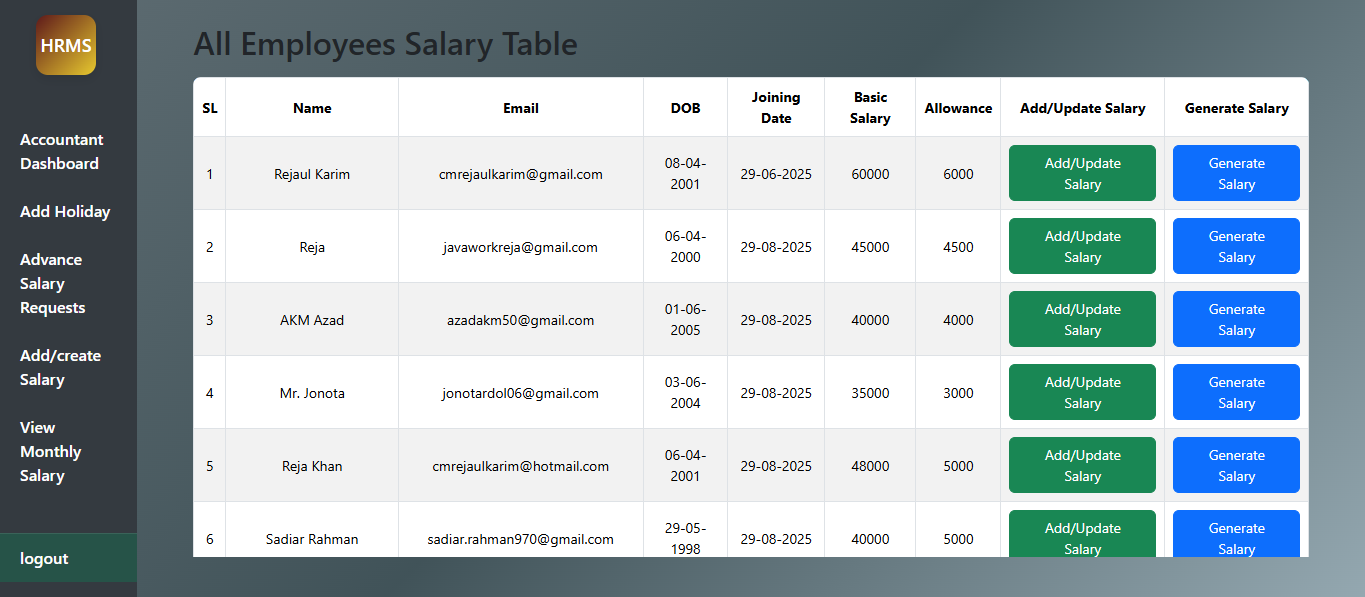 HRMS
Accountant
Dashboard
Add Holiday
Advance
Salary
Requests
Add/create
Salary
View
Monthly
Salary
logout
All Employees Salary Table
SL Name Email DOB Joining Date Basic Salary Allowance Add/Update Salary Generate Salary
1 Rejaul Karim cmrejaulkarim@gmail.com 08-04-2001 29-06-2025 60000 6000 Add/Update Salary Generate Salary
2 Reja javaworkreja@gmail.com 06-04-2000 29-08-2025 45000 4500 Add/Update Salary Generate Salary
3 AKM Azad azadakm50@gmail.com 01-06-2005 29-08-2025 40000 4000 Add/Update Salary Generate Salary
4 Mr. Jonota jonotardol06@gmail.com 03-06-2004 29-08-2025 35000 3000 Add/Update Salary Generate Salary
5 Reja Khan cmrejaulkarim@hotmail.com 06-04-2001 29-08-2025 48000 5000 Add/Update Salary Generate Salary
6 Sadiar Rahman sadiar.rahman970@gmail.com 29-05-1998 29-08-2025 40000 5000 Add/Update Salary Generate Salary